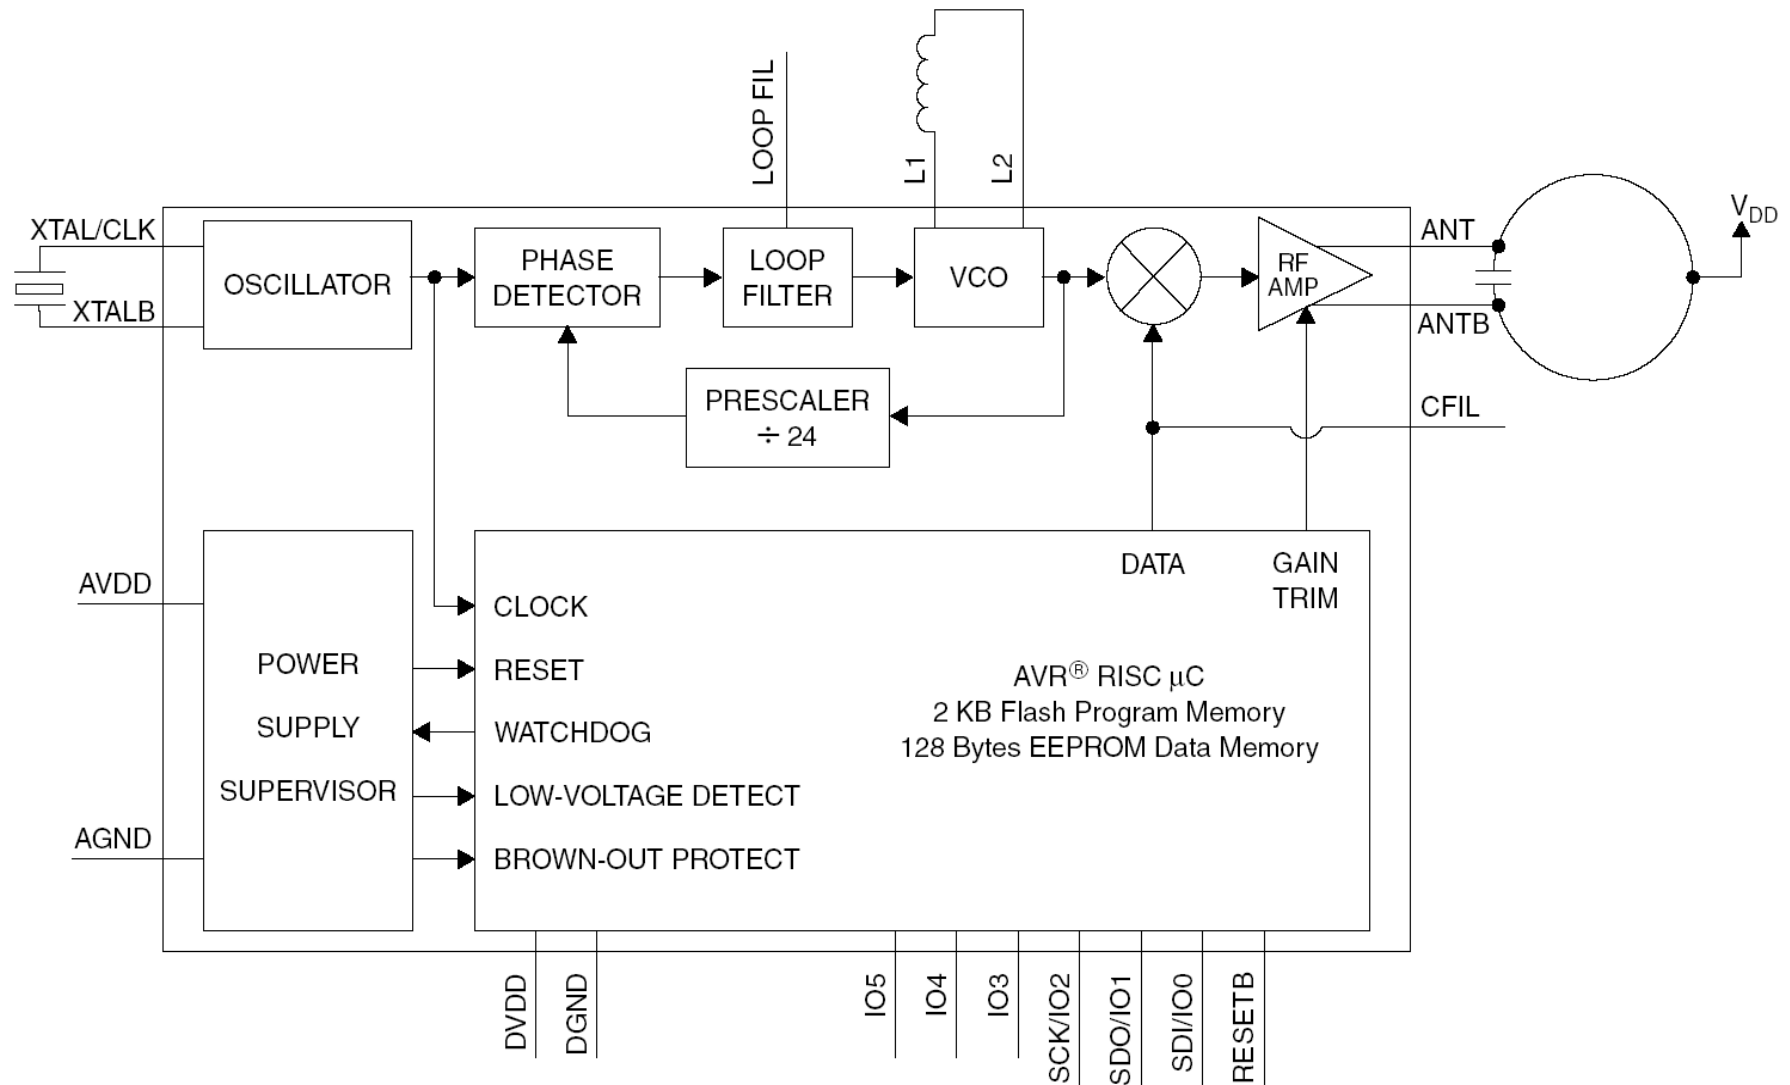 LOOP FIL
L1
L2
XTAL/CLK
XTALB
OSCILLATOR
PHASE
DETECTOR
LOOP
FILTER
VCO
RF
AMP
ANT
ANTB
VDD
PRESCALER
÷ 24
CFIL
AVDD
AGND
POWER
SUPPLY
SUPERVISOR
CLOCK
RESET
WATCHDOG
LOW-VOLTAGE DETECT
BROWN-OUT PROTECT
DATA
GAIN
TRIM
AVR® RISC µC
2 KB Flash Program Memory
128 Bytes EEPROM Data Memory
DVDD
DGND
IO5
IO4
IO3
SCK/IO2
SDO/IO1
SDI/IO0
RESETB